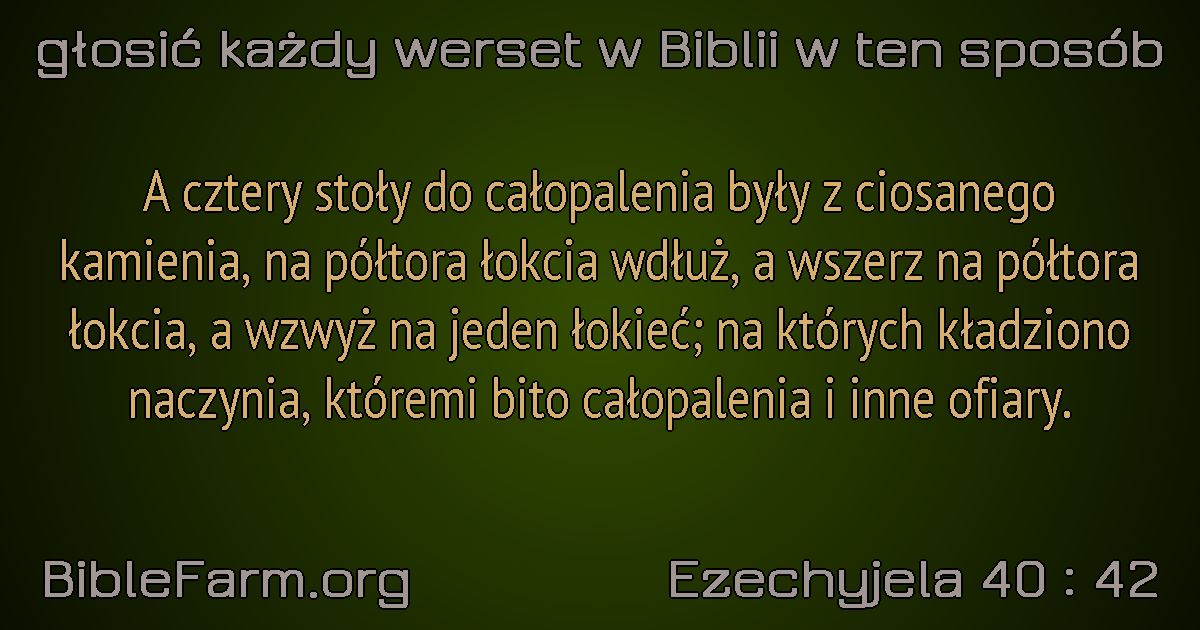 głosić każdy werset w Biblii w ten sposób
A cztery stoły do całopalenia były z ciosanego
kamienia, na półtora łokcia wdłuż, a wszerz na półtora
łokcia, a wzwyż na jeden łokieć; na których kładziono
naczynia, któremi bito całopalenia i inne ofiary.
BibleFarm.org
Ezechyjela 40 : 42